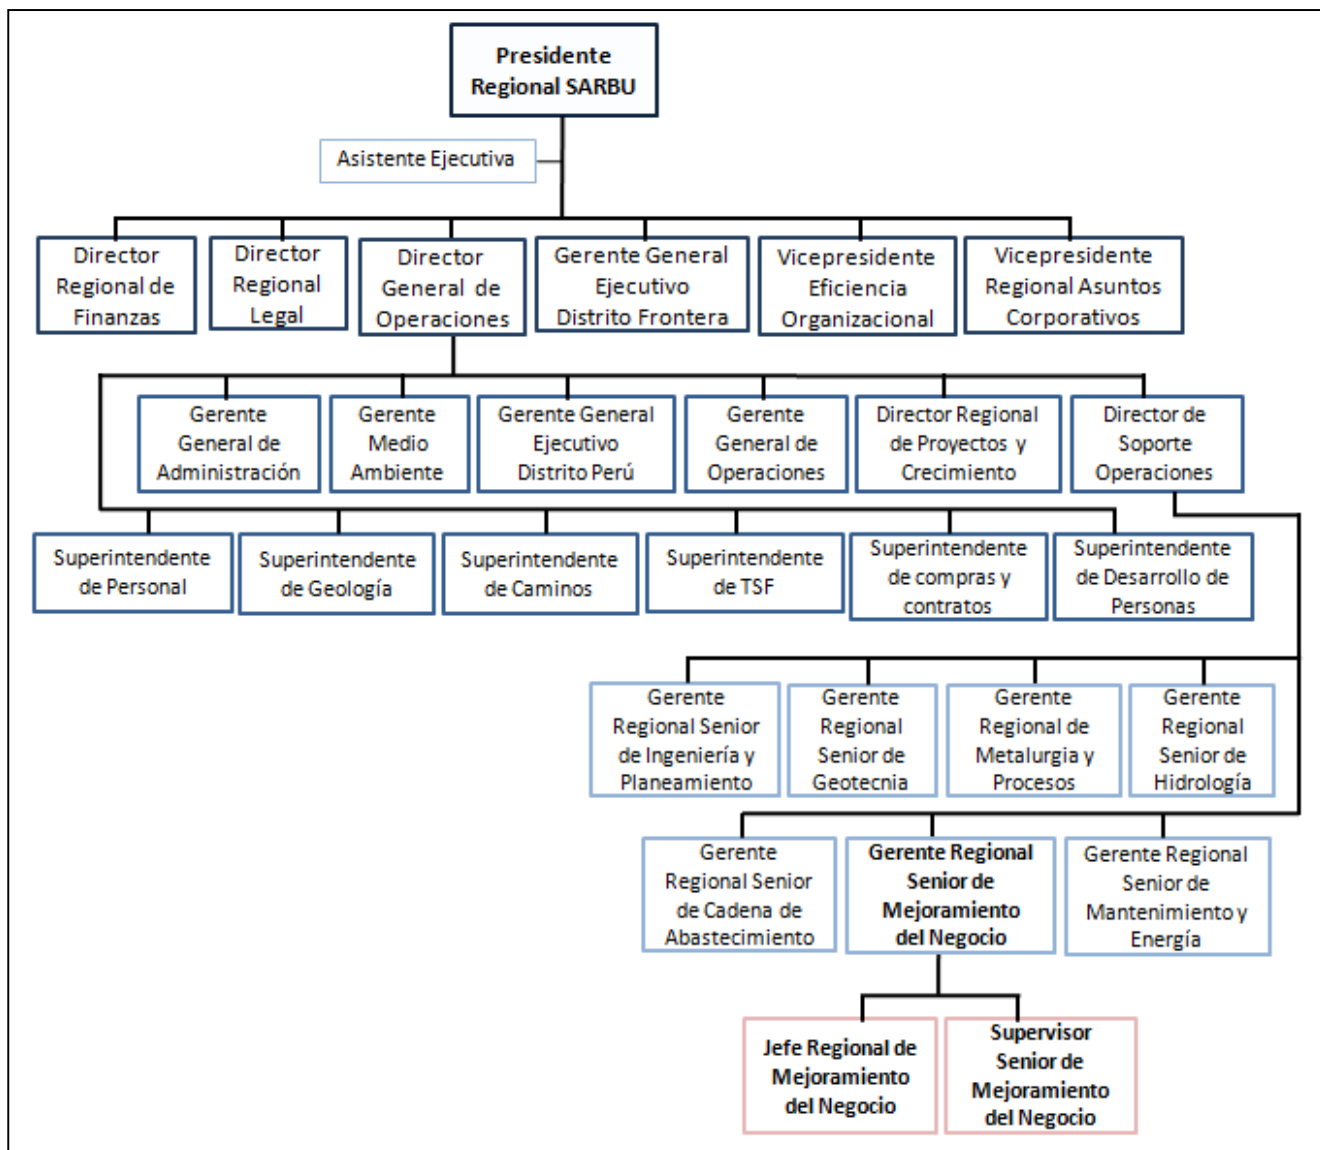 Presidente
Regional SARBU
Asistente Ejecutiva
Director
Regional de
Finanzas
Director
Regional
Legal
Director
General de
Operaciones
Gerente General
Ejecutivo
Distrito Frontera
Vicepresidente
Eficiencia
Organizacional
Vicepresidente
Regional Asuntos
Corporativos
Gerente
General de
Administración
Gerente
Medio
Ambiente
Gerente General
Ejecutivo
Distrito Perú
Gerente
General de
Operaciones
Director Regional
de Proyectos y
Crecimiento
Director de
Soporte
Operaciones
Superintendente
de Personal
Superintendente
de Geología
Superintendente
de Caminos
Superintendente
de TSF
Superintendente
de compras y
contratos
Superintendente
de Desarrollo de
Personas
Gerente
Regional Senior
de Ingeniería y
Planeamiento
Gerente
Regional
Senior de
Geotecnia
Gerente
Regional de
Metalurgia y
Procesos
Gerente
Regional
Senior de
Hidrología
Gerente
Regional Senior
de Cadena de
Abastecimiento
Gerente Regional
Senior de
Mejoramiento
del Negocio
Gerente Regional
Senior de
Mantenimiento y
Energía
Jefe Regional de
Mejoramiento
del Negocio
Supervisor
Senior de
Mejoramiento
del Negocio